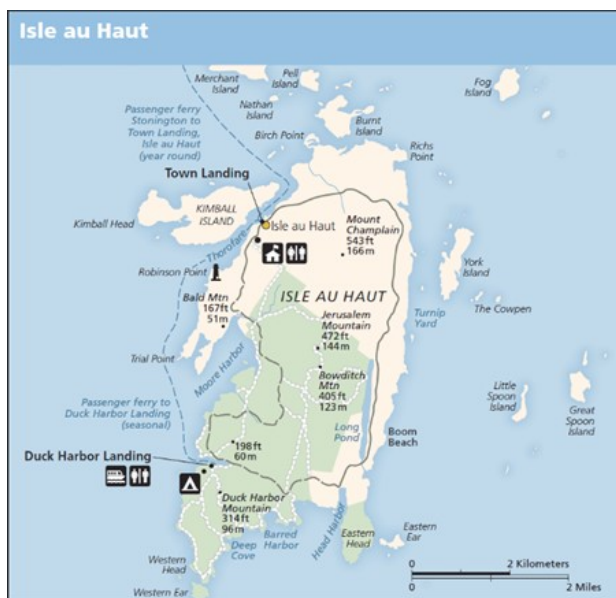 Isle au Haut
Merchant
Island
Pell
Island
Fog
Island
Nathan
Island
Passenger ferry
Stonington to
Town Landing,
Isle au Haut
(year round)
Burnt
Island
Birch Point
Richs
Point
Town Landing
KIMBALL
ISLAND
Isle au Haut
Kimball Head
Thorofare
Mount
Champlain
543 ft
166 m
York
Island
Robinson Point
ISLE AU HAUT
Bald Mtn
167 ft
51 m
The Cowpen
Jerusalem
Mountain
472 ft
144 m
Turnip
Yard
Trial Point
Moore Harbor
Bowditch
Mtn
405 ft
123 m
Little
Spoon
Island
Great
Spoon
Island
Passenger ferry to
Duck Harbor Landing
(seasonal)
Long
Pond
Boom
Beach
198 ft
60 m
Duck Harbor Landing
Duck Harbor
Mountain
314 ft
96 m
Deep
Cove
Barred
Harbor
Head Harbor
Eastern
Head
Eastern
Ear
Western
Head
Western Ear
0 2 Kilometers
0 2 Miles